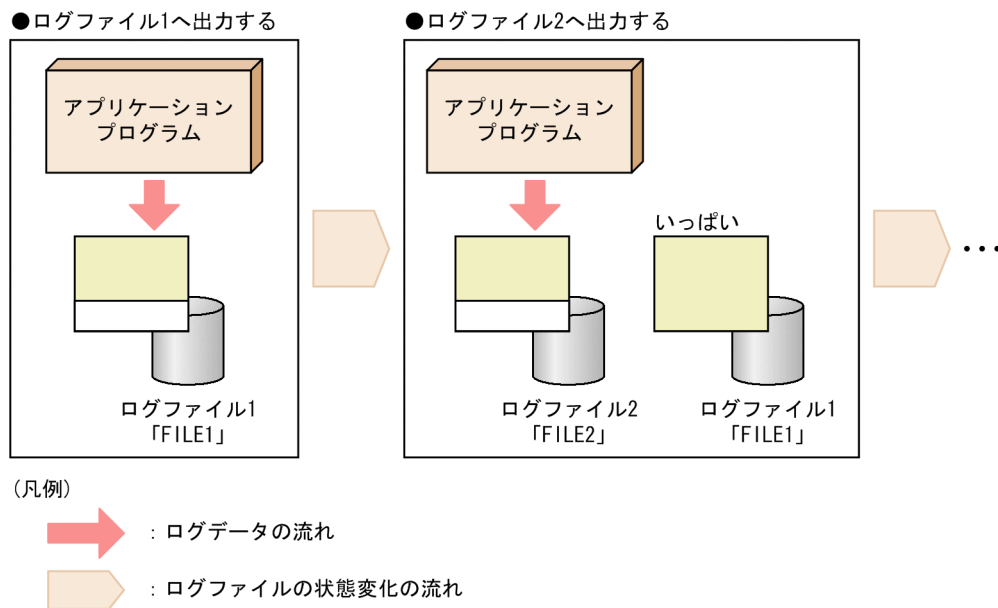 ●ログファイル1へ出力する
アプリケーション
プログラム
ログファイル1
「FILE1」
●ログファイル2へ出力する
アプリケーション
プログラム
いっぱい
ログファイル2
「FILE2」
ログファイル1
「FILE1」
・・・
(凡例)
：ログデータの流れ
：ログファイルの状態変化の流れ